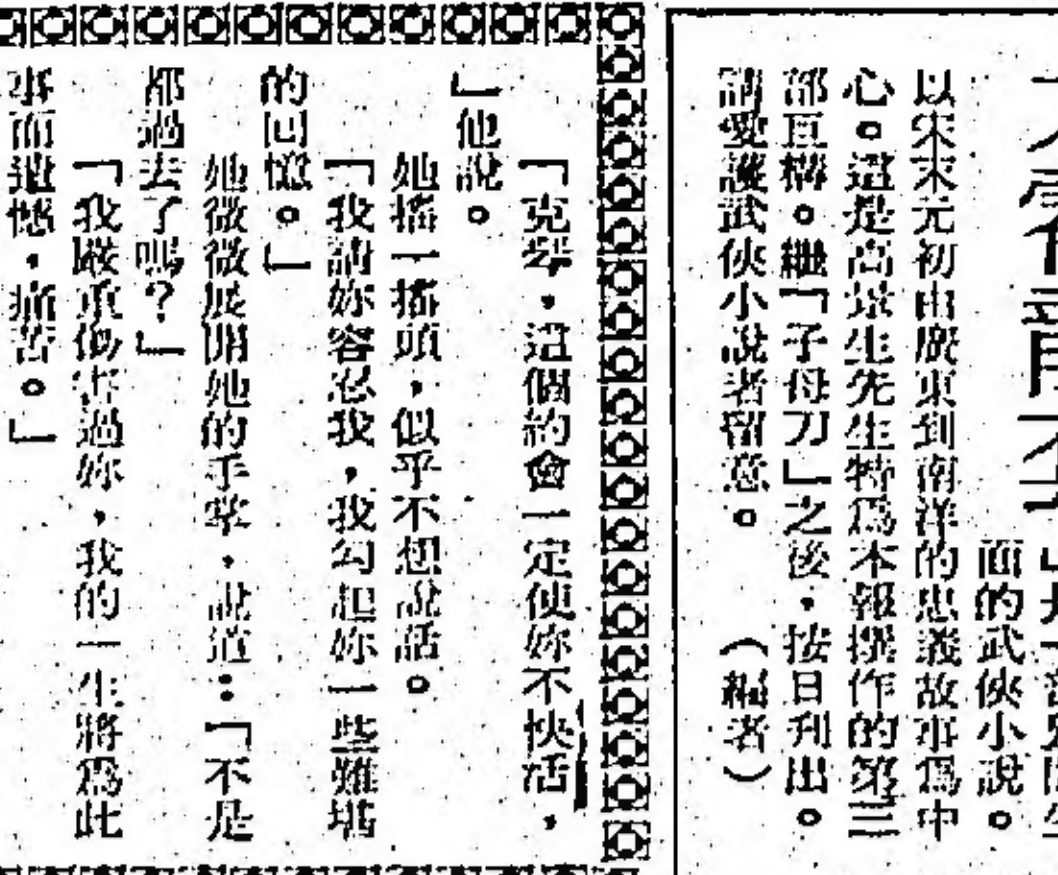 面的武俠小說。
以宋末元初由廣東到南洋的忠義故事爲中
心。這是高景生先生特爲本報撰作的第三
部巨構。繼「子母刀」之後，按日刋出。
請愛護武俠小說者留意。　（編者）
「克琴，這個約會一定使妳不快活，
」他說。
她搖一搖頭，似乎不想說話。
「我請妳容忍我，我勾起妳一些難堪
的回憶。」
她微微展開她的手掌，說道：「不是
都過去了嗎？」
「我嚴重傷害過妳，我的一生將爲此
事而遺憾，痛苦。」